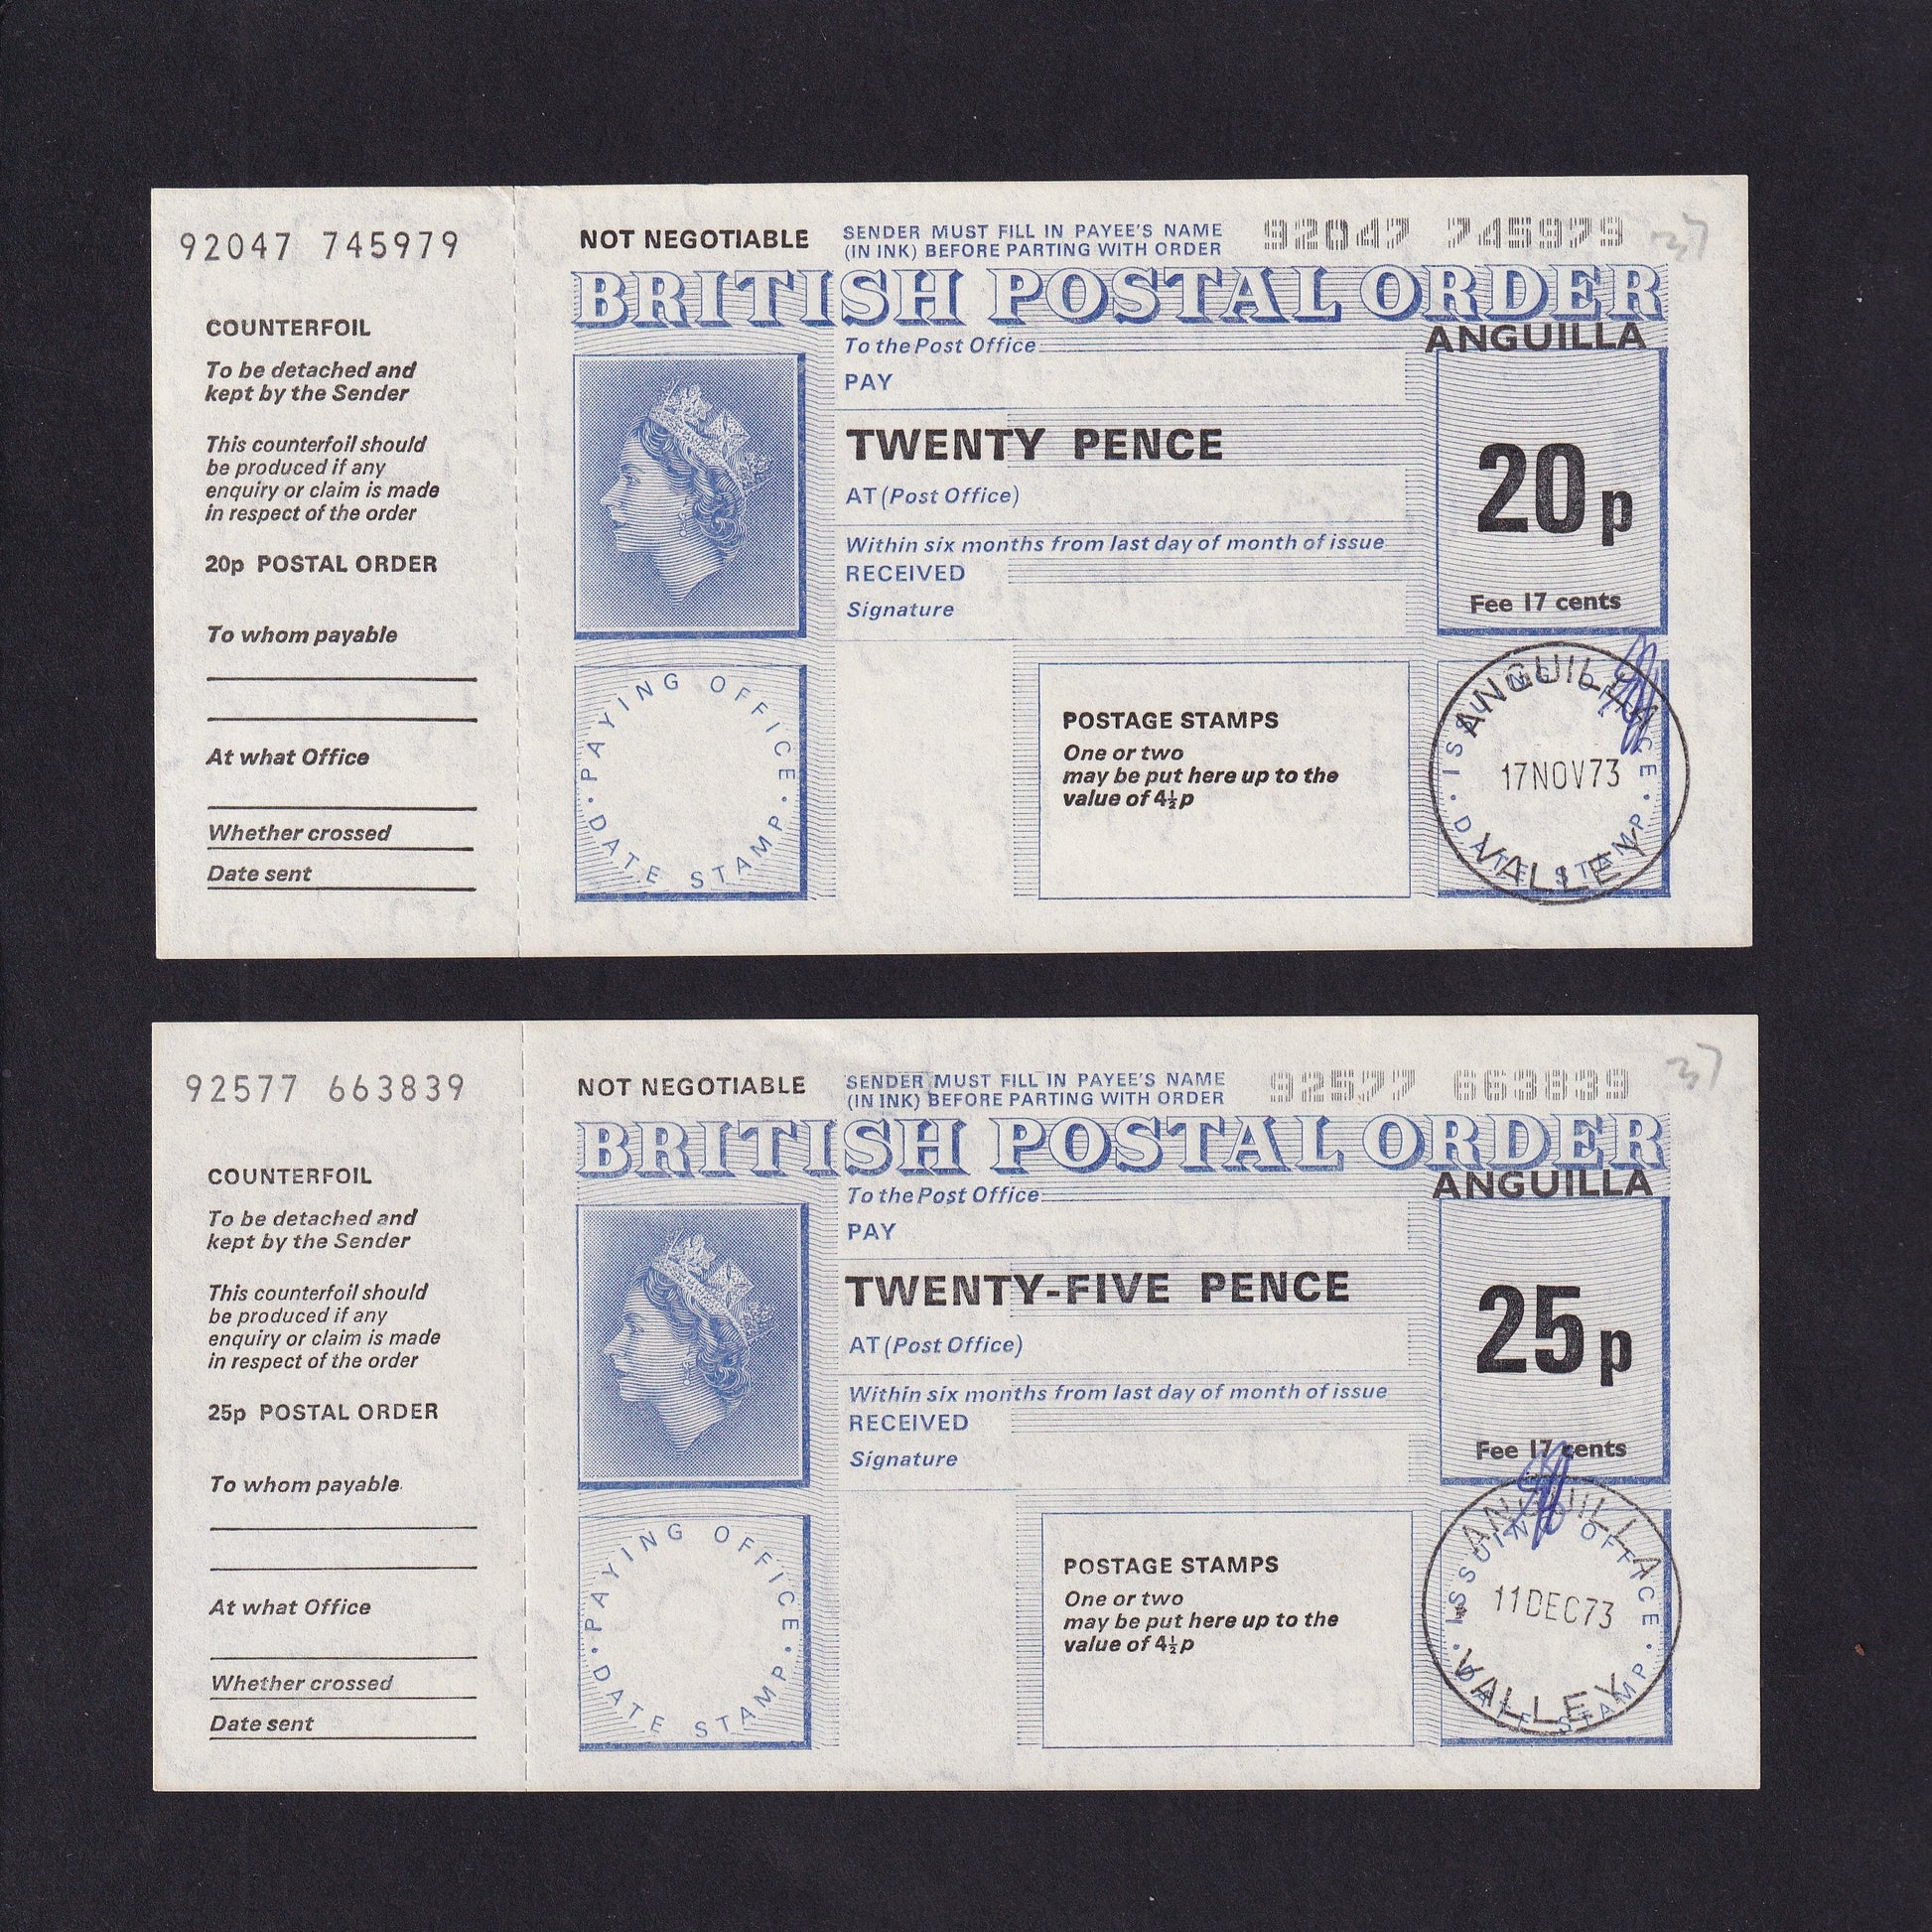 92047 745979
COUNTERFOIL
To be detached and
kept by the Sender
This counterfoil should
be produced if any
enquiry or claim is made
in respect of the order
20p POSTAL ORDER
To whom payable
At what Office
Whether crossed
Date sent
NOT NEGOTIABLE
SENDER MUST FILL IN PAYEE'S NAME
(IN INK) BEFORE PARTING WITH ORDER
92047 745979
37
BRITISH POSTAL ORDER
ANGUILLA
To the Post Office
PAY
TWENTY PENCE
AT (Post Office)
Within six months from last day of month of issue
RECEIVED
Signature
20p
Fee 17 cents
PAYING OFFICE
DATE STAMP
POSTAGE STAMPS
One or two
may be put here up to the
value of 4½p
ISSUING OFFICE
DATE STAMP
ANGUILLA
17NOV73
VALLEY
92577 663839
COUNTERFOIL
To be detached and
kept by the Sender
This counterfoil should
be produced if any
enquiry or claim is made
in respect of the order
25p POSTAL ORDER
To whom payable
At what Office
Whether crossed
Date sent
NOT NEGOTIABLE
SENDER MUST FILL IN PAYEE'S NAME
(IN INK) BEFORE PARTING WITH ORDER
92577 663839
37
BRITISH POSTAL ORDER
ANGUILLA
To the Post Office
PAY
TWENTY-FIVE PENCE
AT (Post Office)
Within six months from last day of month of issue
RECEIVED
Signature
25p
Fee 17 cents
PAYING OFFICE
DATE STAMP
POSTAGE STAMPS
One or two
may be put here up to the
value of 4½p
ISSUING OFFICE
DATE STAMP
ANGUILLA
11DEC73
VALLEY